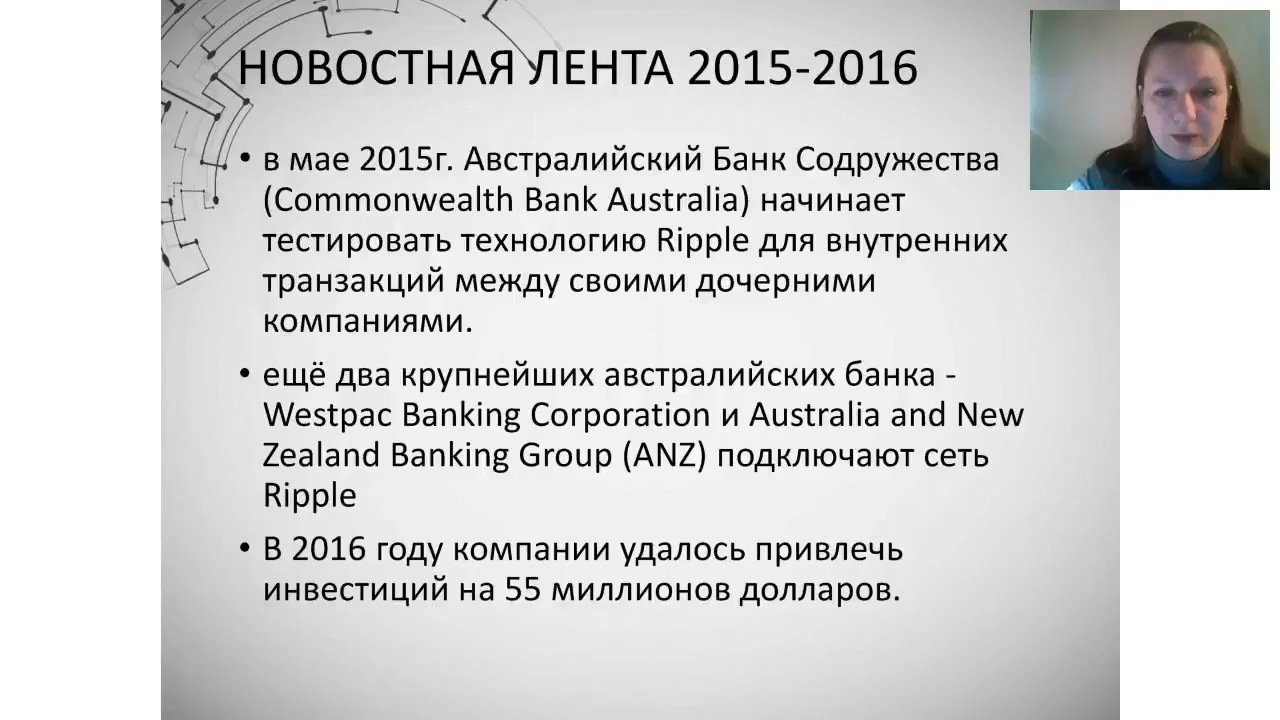 НОВОСТНАЯ ЛЕНТА 2015-2016
• в мае 2015г. Австралийский Банк Содружества
(Commonwealth Bank Australia) начинает
тестировать технологию Ripple для внутренних
транзакций между своими дочерними
компаниями.
• ещё два крупнейших австралийских банка -
Westpac Banking Corporation и Australia and New
Zealand Banking Group (ANZ) подключают сеть
Ripple
• В 2016 году компании удалось привлечь
инвестиций на 55 миллионов долларов.